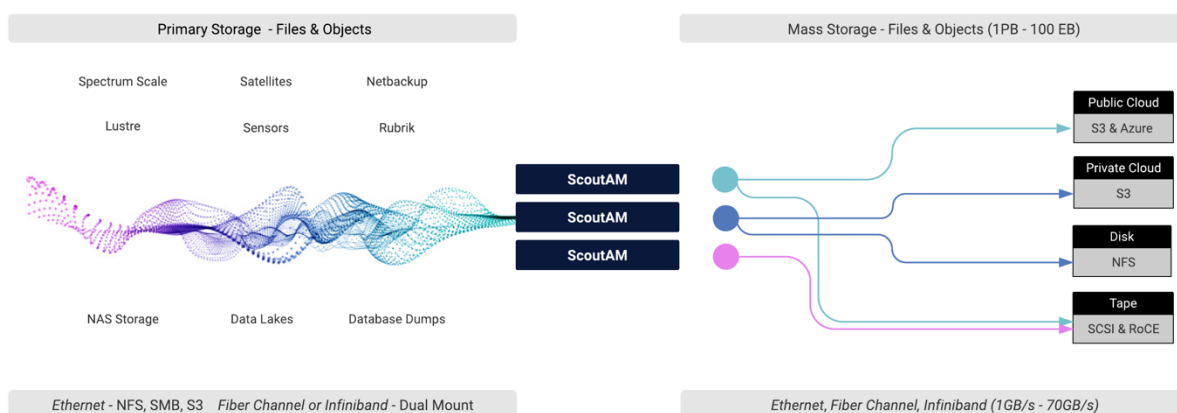 Primary Storage - Files & Objects
Mass Storage - Files & Objects (1PB - 100 EB)
Spectrum Scale
Satellites
Netbackup
Lustre
Sensors
Rubrik
ScoutAM
ScoutAM
ScoutAM
NAS Storage
Data Lakes
Database Dumps
Public Cloud
S3 & Azure
Private Cloud
S3
Disk
NFS
Tape
SCSI & RoCE
Ethernet - NFS, SMB, S3 Fiber Channel or Infiniband - Dual Mount
Ethernet, Fiber Channel, Infiniband (1GB/s - 70GB/s)